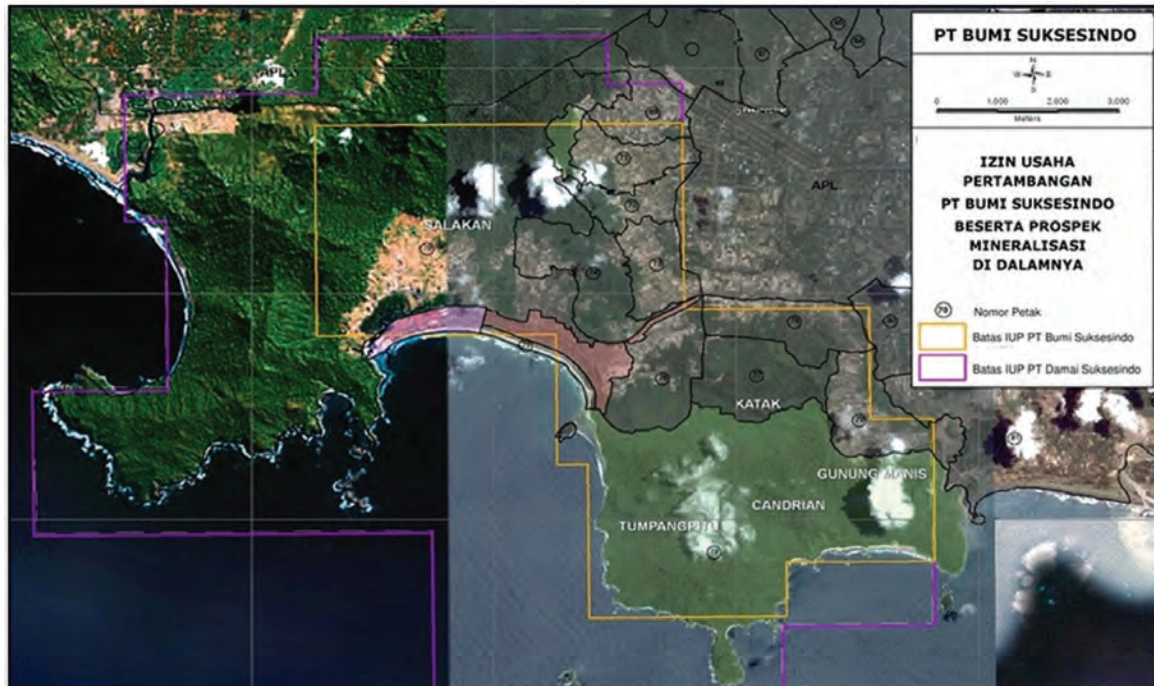 PT BUMI SUKSESINDO
N
W E
S
0 1.000 2.000 3.000
Meters
IZIN USAHA
PERTAMBANGAN
PT BUMI SUKSESINDO
BESERTA PROSPEK
MINERALISASI
DI DALAMNYA
79 Nomor Petak
Batas IUP PT Bumi Suksesindo
Batas IUP PT Damai Suksesindo
APL
APL
SALAKAN
KATAK
GUNUNG MANIS
CANDRIAN
TUMPANGPITU